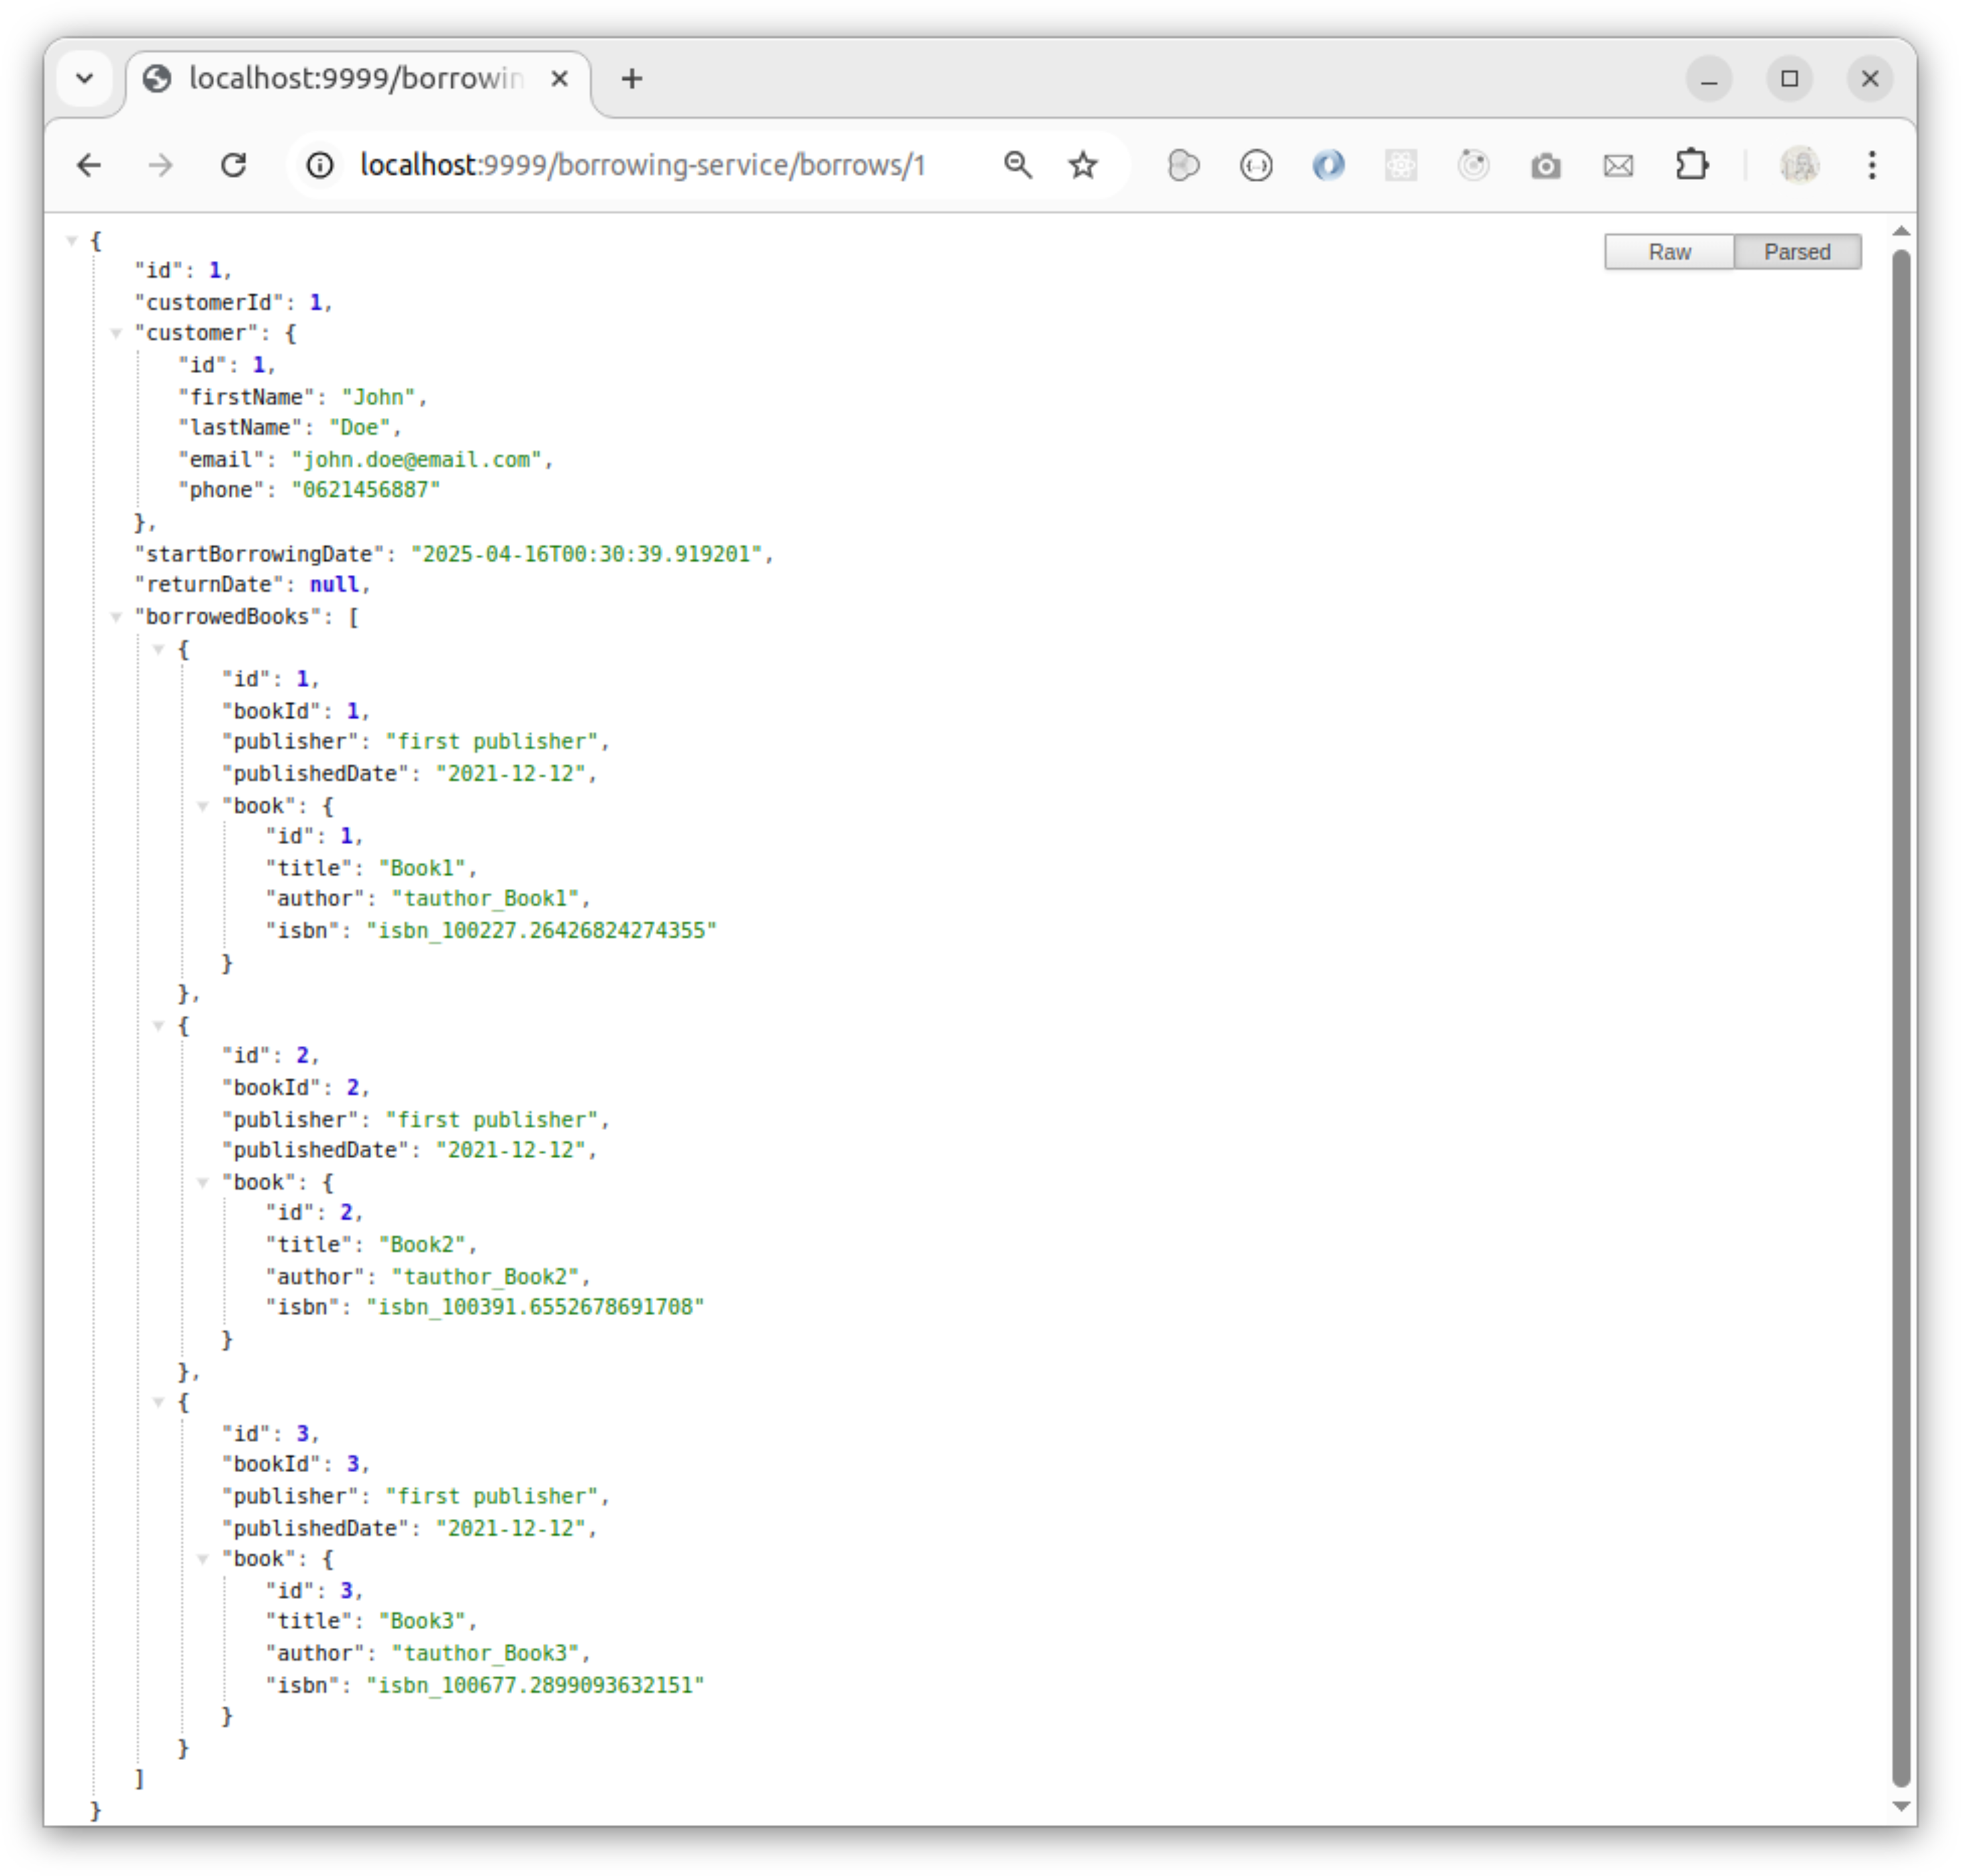 localhost:9999/borrowin
localhost:9999/borrowing-service/borrows/1
Raw Parsed
{
"id": 1,
"customerId": 1,
"customer": {
"id": 1,
"firstName": "John",
"lastName": "Doe",
"email": "john.doe@email.com",
"phone": "0621456887"
},
"startBorrowingDate": "2025-04-16T00:30:39.919201",
"returnDate": null,
"borrowedBooks": [
{
"id": 1,
"bookId": 1,
"publisher": "first publisher",
"publishedDate": "2021-12-12",
"book": {
"id": 1,
"title": "Book1",
"author": "tauthor_Book1",
"isbn": "isbn_100227.26426824274355"
}
},
{
"id": 2,
"bookId": 2,
"publisher": "first publisher",
"publishedDate": "2021-12-12",
"book": {
"id": 2,
"title": "Book2",
"author": "tauthor_Book2",
"isbn": "isbn_100391.6552678691708"
}
},
{
"id": 3,
"bookId": 3,
"publisher": "first publisher",
"publishedDate": "2021-12-12",
"book": {
"id": 3,
"title": "Book3",
"author": "tauthor_Book3",
"isbn": "isbn_100677.2899093632151"
}
}
]
}